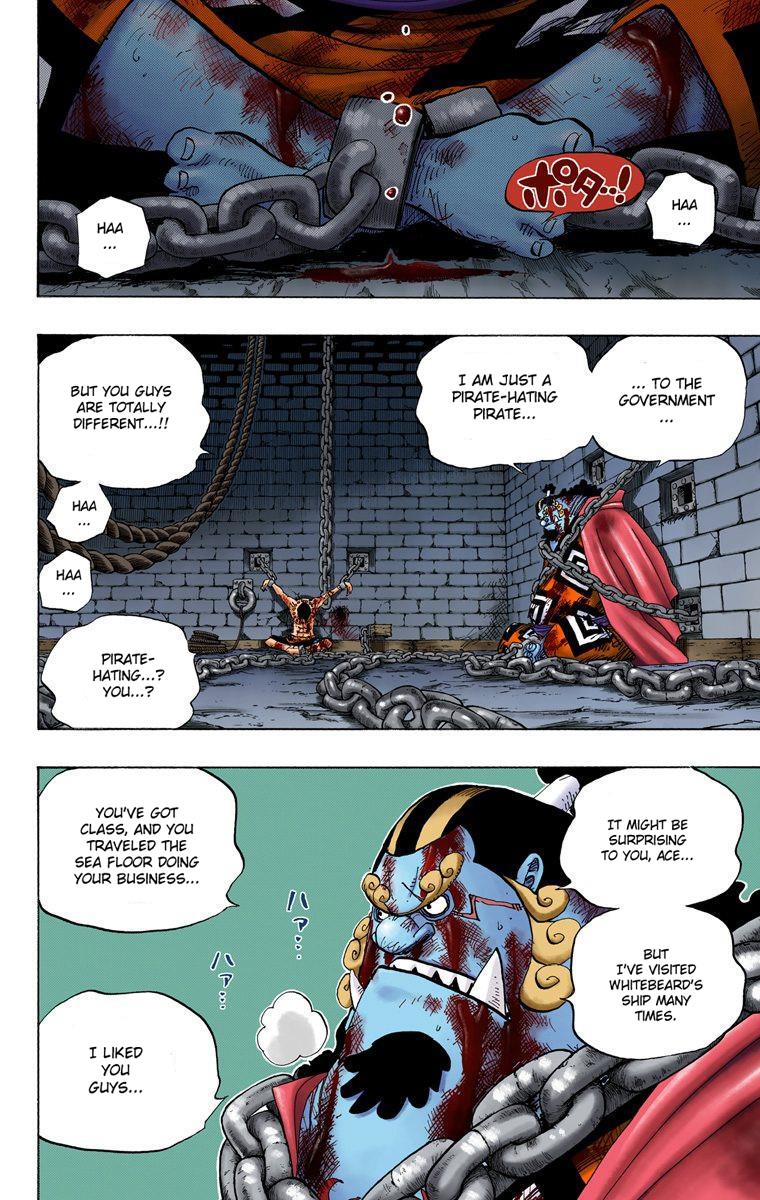 ポタ…!
HAA
...
HAA
...
... TO THE
GOVERNMENT
...
I AM JUST A
PIRATE-HATING
PIRATE...
BUT YOU GUYS
ARE TOTALLY
DIFFERENT...!!
HAA
...
HAA
...
PIRATE-
HATING...?
YOU...?
IT MIGHT BE
SURPRISING
TO YOU, ACE...
BUT
I'VE VISITED
WHITEBEARD'S
SHIP MANY
TIMES.
ハァ…
ハァ…
YOU'VE GOT
CLASS, AND YOU
TRAVELED THE
SEA FLOOR DOING
YOUR BUSINESS...
I LIKED
YOU
GUYS...